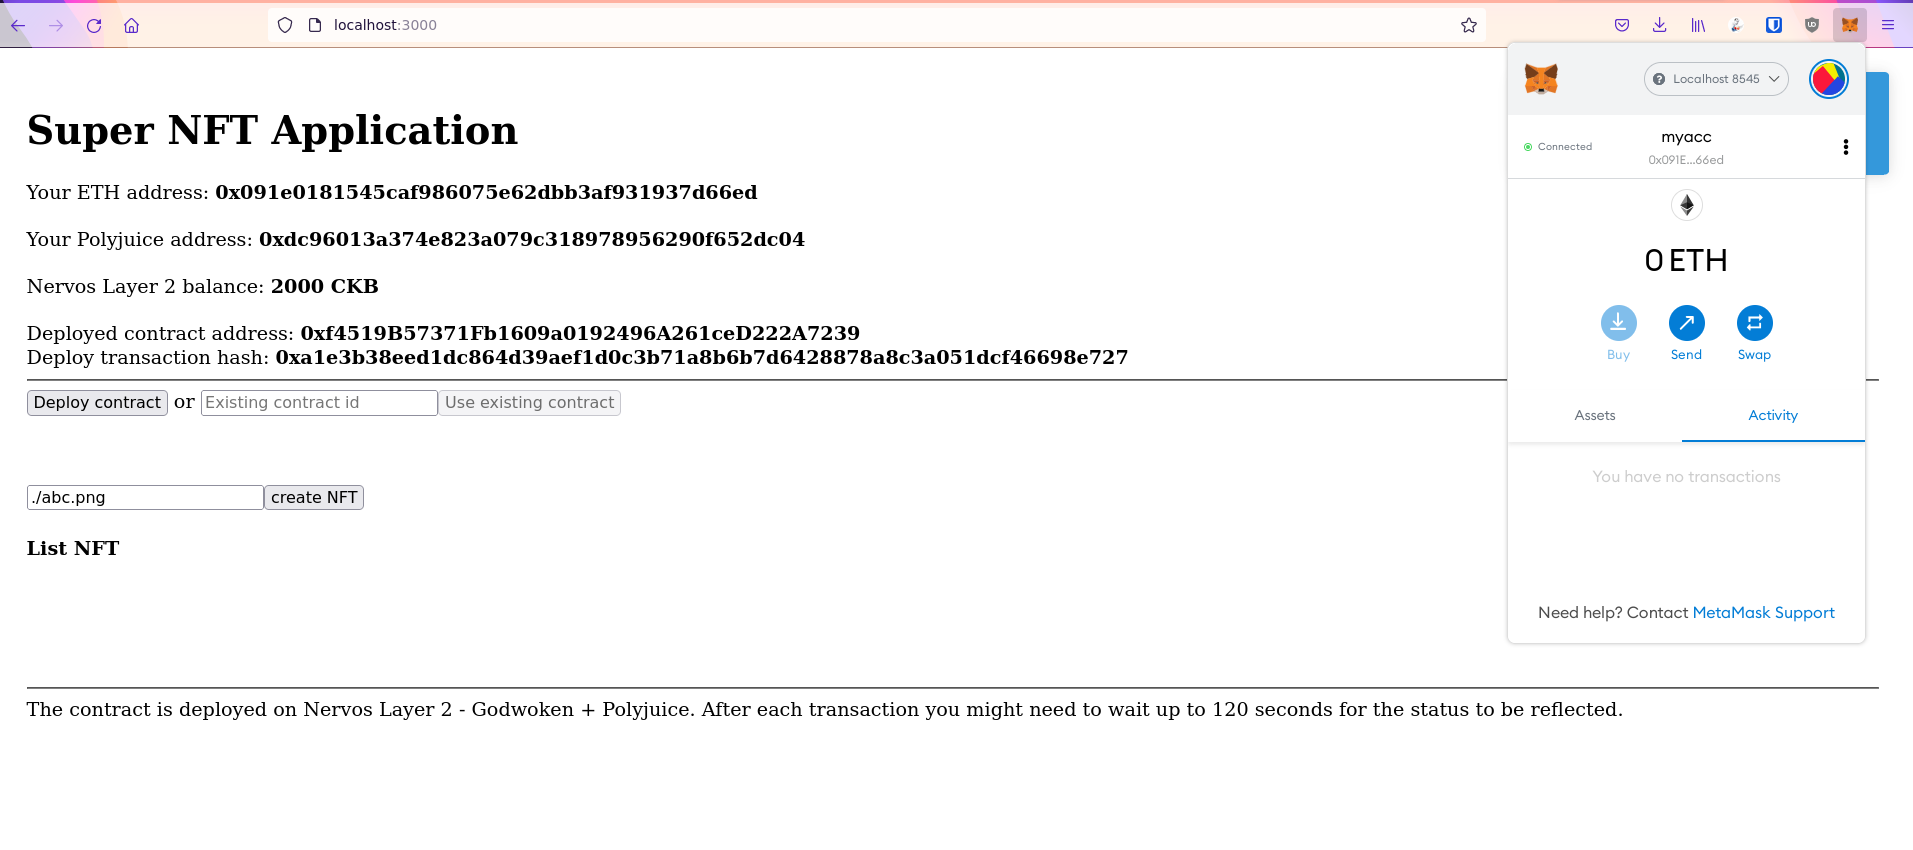 localhost:3000
Super NFT Application
Your ETH address: 0x091e0181545caf986075e62dbb3af931937d66ed
Your Polyjuice address: 0xdc96013a374e823a079c318978956290f652dc04
Nervos Layer 2 balance: 2000 CKB
Deployed contract address: 0xf4519B57371Fb1609a0192496A261ceD222A7239
Deploy transaction hash: 0xa1e3b38eed1dc864d39aef1d0c3b71a8b6b7d6428878a8c3a051dcf46698e727
Deploy contract or Existing contract id Use existing contract
./abc.png create NFT
List NFT
The contract is deployed on Nervos Layer 2 - Godwoken + Polyjuice. After each transaction you might need to wait up to 120 seconds for the status to be reflected.
Localhost 8545
Connected
myacc
0x091E...66ed
0 ETH
Buy Send Swap
Assets Activity
You have no transactions
Need help? Contact MetaMask Support